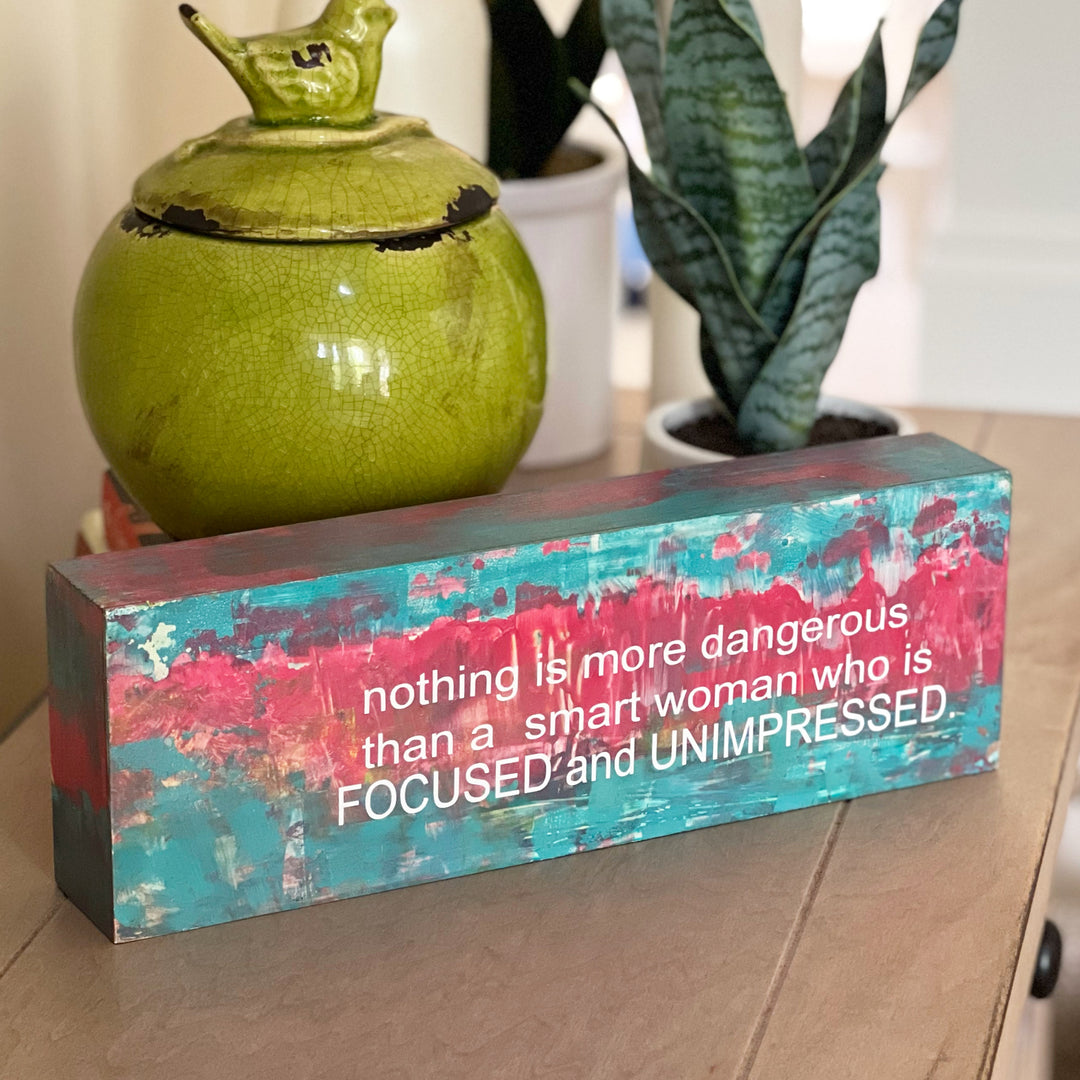 nothing is more dangerous
than a smart woman who is
FOCUSED and UNIMPRESSED.